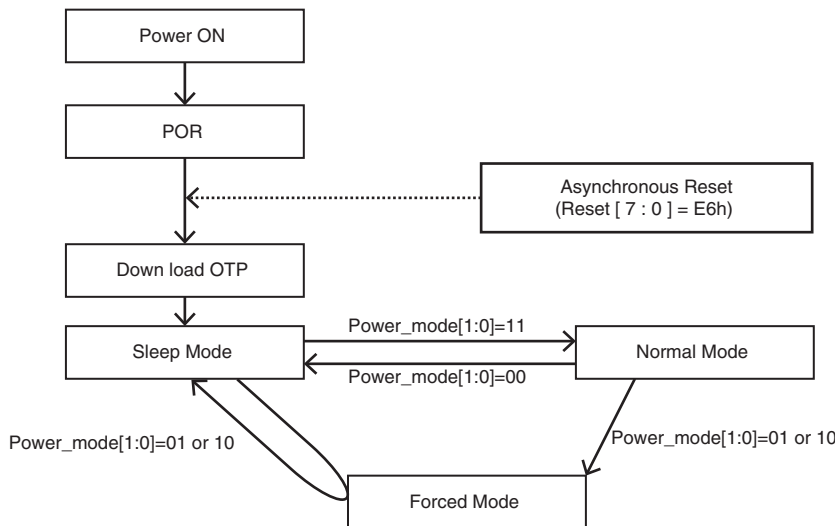 Power ON
POR
Asynchronous Reset
(Reset [ 7 : 0 ] = E6h)
Down load OTP
Power_mode[1:0]=11
Sleep Mode
Normal Mode
Power_mode[1:0]=00
Power_mode[1:0]=01 or 10
Power_mode[1:0]=01 or 10
Forced Mode